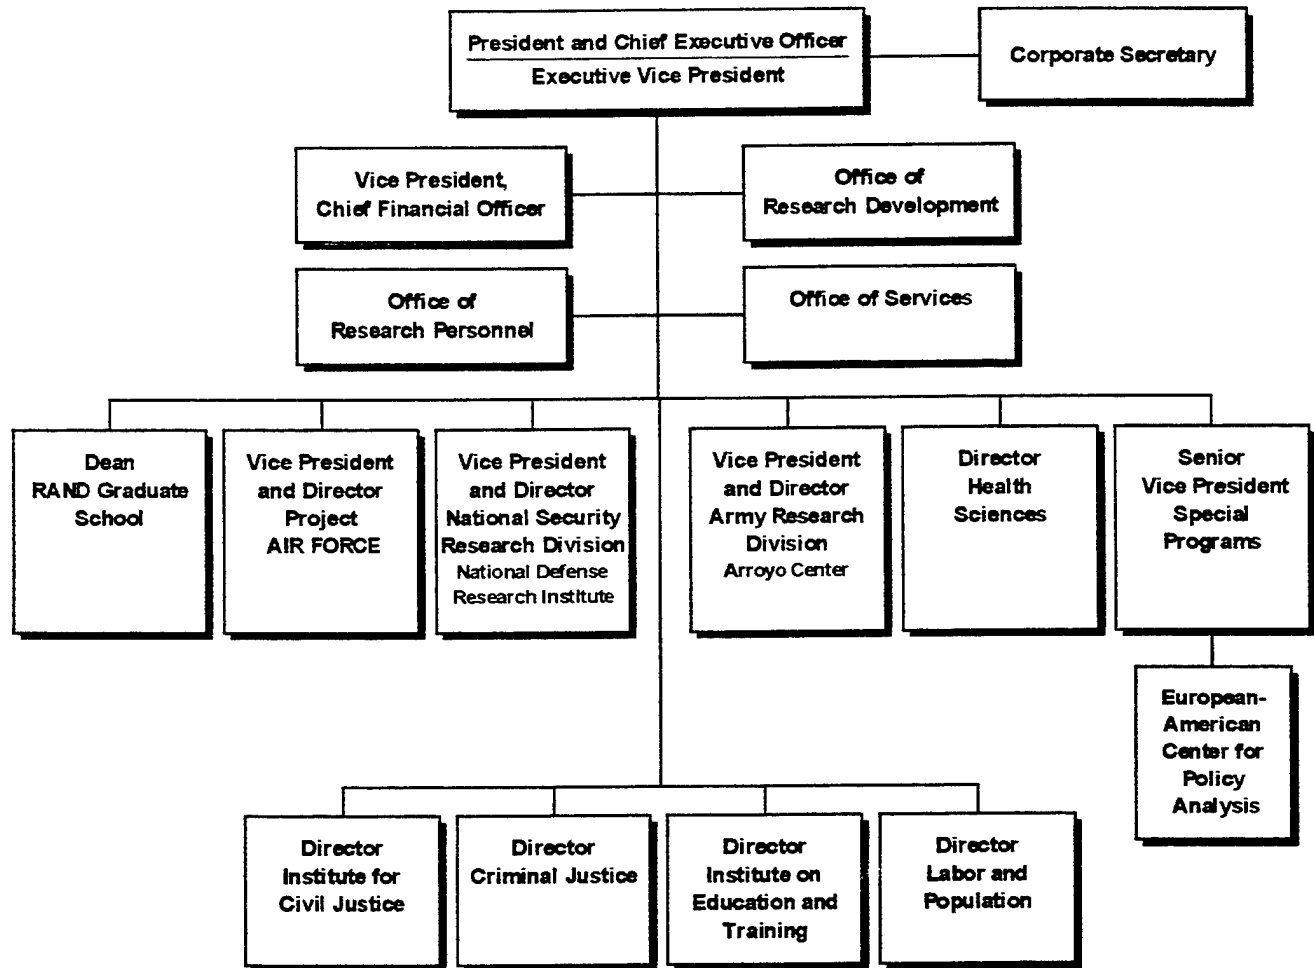 President and Chief Executive Officer
Executive Vice President
Corporate Secretary
Vice President,
Chief Financial Officer
Office of
Research Development
Office of
Research Personnel
Office of Services
Dean
RAND Graduate
School
Vice President
and Director
Project
AIR FORCE
Vice President
and Director
National Security
Research Division
National Defense
Research Institute
Vice President
and Director
Army Research
Division
Arroyo Center
Director
Health
Sciences
Senior
Vice President
Special
Programs
European-
American
Center for
Policy
Analysis
Director
Institute for
Civil Justice
Director
Criminal Justice
Director
Institute on
Education and
Training
Director
Labor and
Population